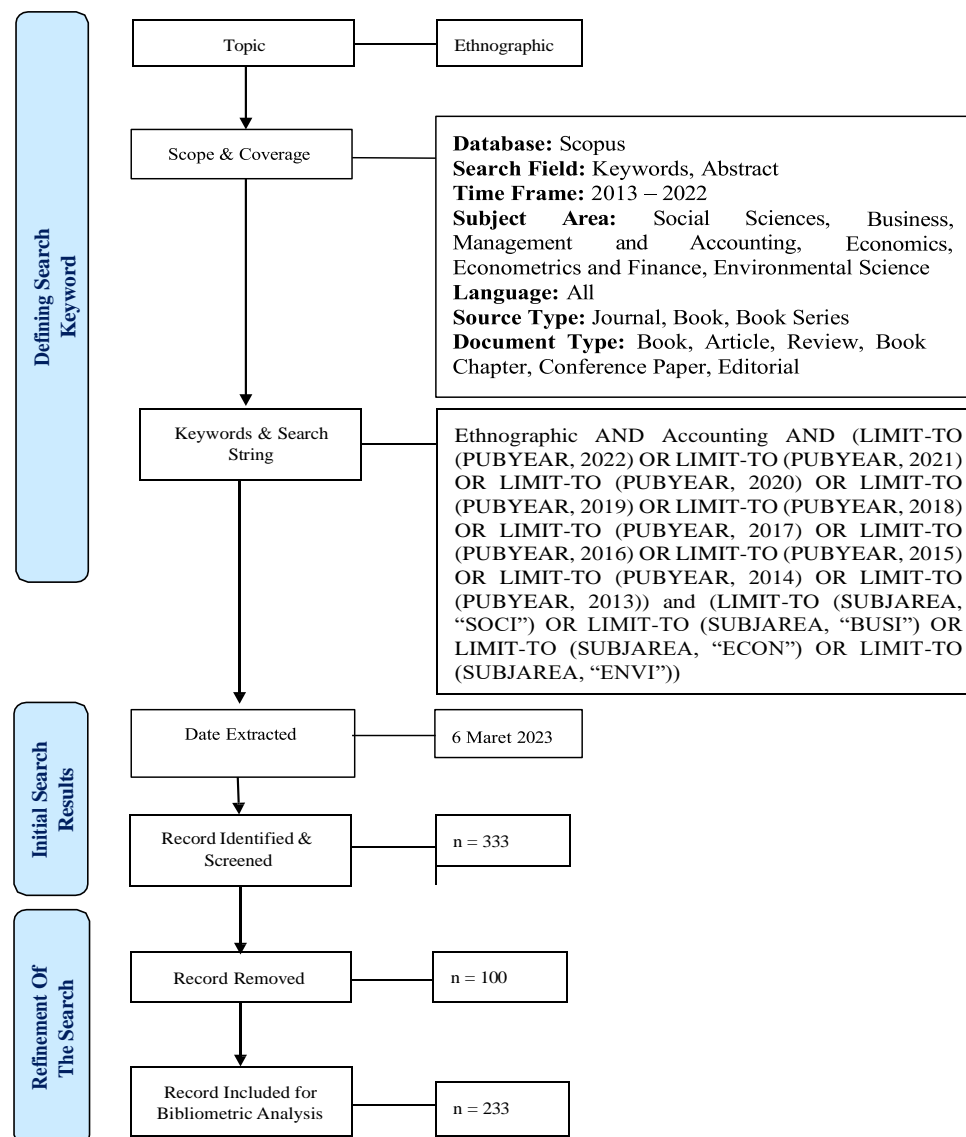 Defining Search
Keyword
Topic
Ethnographic
Scope & Coverage
Database: Scopus
Search Field: Keywords, Abstract
Time Frame: 2013 – 2022
Subject Area: Social Sciences, Business,
Management and Accounting, Economics,
Econometrics and Finance, Environmental Science
Language: All
Source Type: Journal, Book, Book Series
Document Type: Book, Article, Review, Book
Chapter, Conference Paper, Editorial
Keywords & Search
String
Ethnographic AND Accounting AND (LIMIT-TO
(PUBYEAR, 2022) OR LIMIT-TO (PUBYEAR, 2021)
OR LIMIT-TO (PUBYEAR, 2020) OR LIMIT-TO
(PUBYEAR, 2019) OR LIMIT-TO (PUBYEAR, 2018)
OR LIMIT-TO (PUBYEAR, 2017) OR LIMIT-TO
(PUBYEAR, 2016) OR LIMIT-TO (PUBYEAR, 2015)
OR LIMIT-TO (PUBYEAR, 2014) OR LIMIT-TO
(PUBYEAR, 2013)) and (LIMIT-TO (SUBJAREA,
“SOCI”) OR LIMIT-TO (SUBJAREA, “BUSI”) OR
LIMIT-TO (SUBJAREA, “ECON”) OR LIMIT-TO
(SUBJAREA, “ENVI”))
Initial Search
Results
Date Extracted
6 Maret 2023
Record Identified &
Screened
n = 333
Refinement Of
The Search
Record Removed
n = 100
Record Included for
Bibliometric Analysis
n = 233